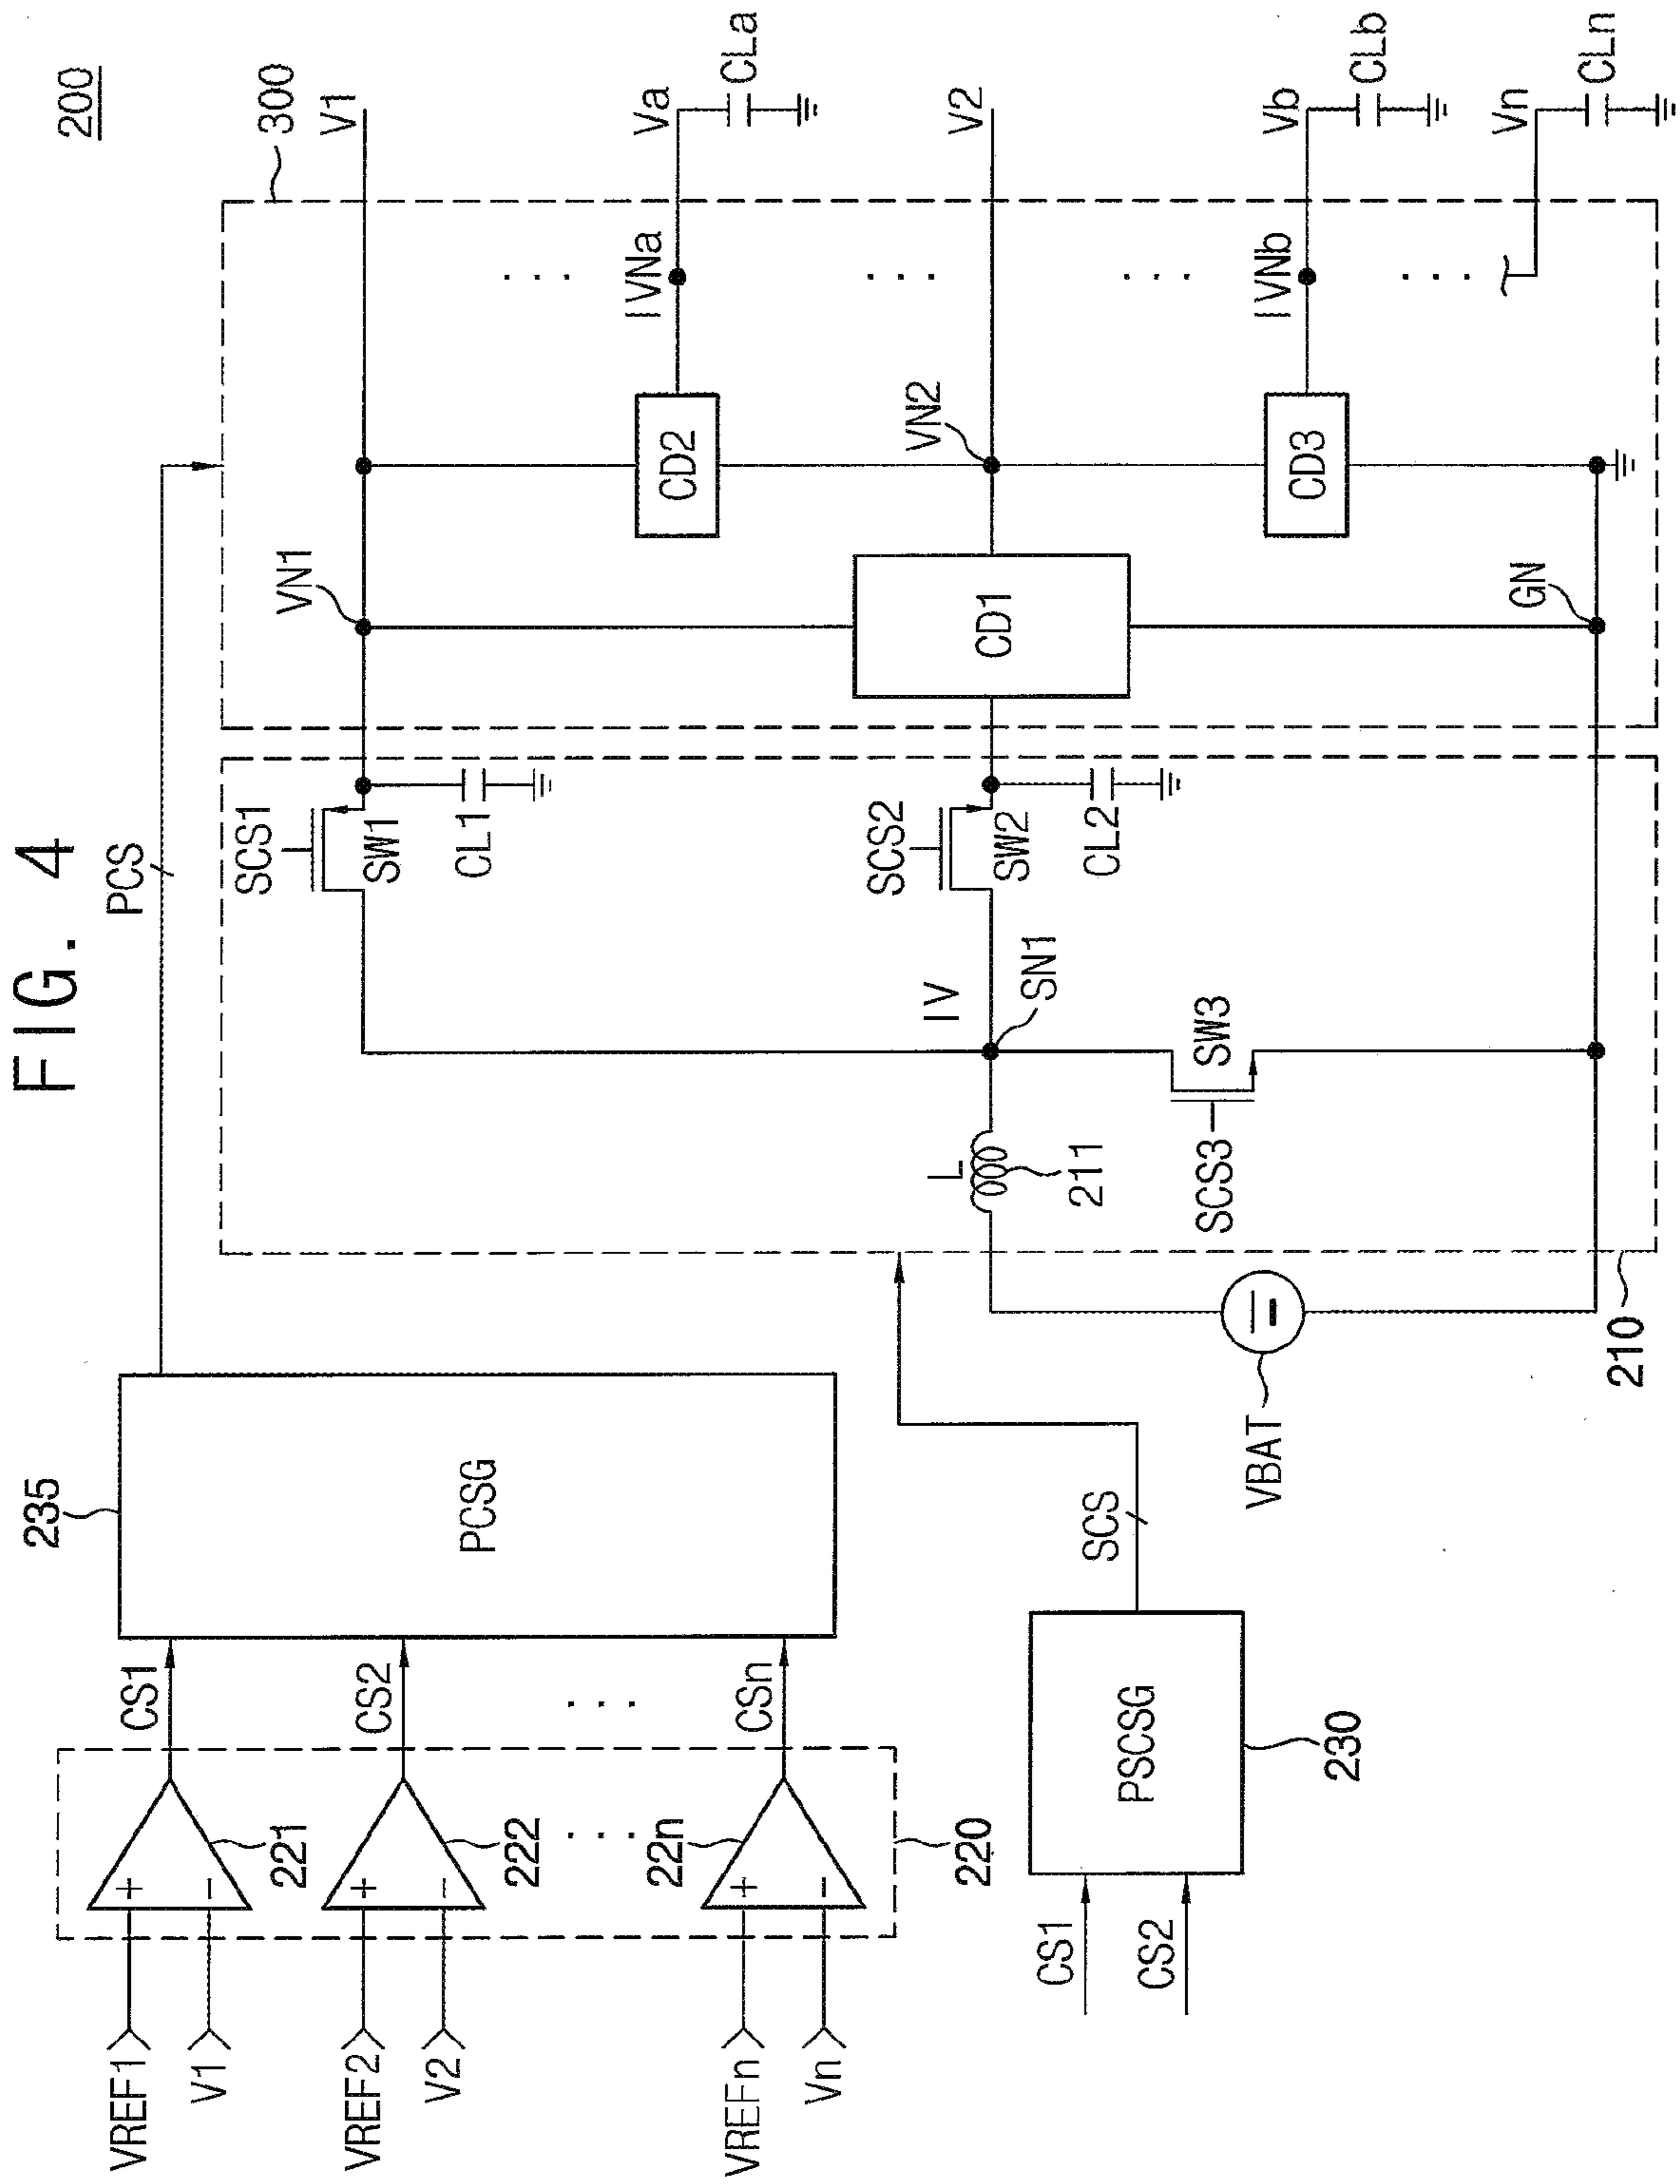 FIG. 4
200
300
PCS
235
PCSG
CS1
CS2
. . .
CSn
VREF1
V1
+
-
221
VREF2
V2
+
-
222
. . .
22n
VREFn
Vn
+
-
220
CS1
CS2
PSCSG
230
SCS
VBAT
210
L
211
IV
SN1
SCS1
SW1
CL1
SCS2
SW2
CL2
SCS3
SW3
VN1
CD1
GN
CD2
VN2
CD3
IVNa
IVNb
. . .
. . .
. . .
. . .
V1
Va
CLa
V2
Vb
CLb
Vn
CLn